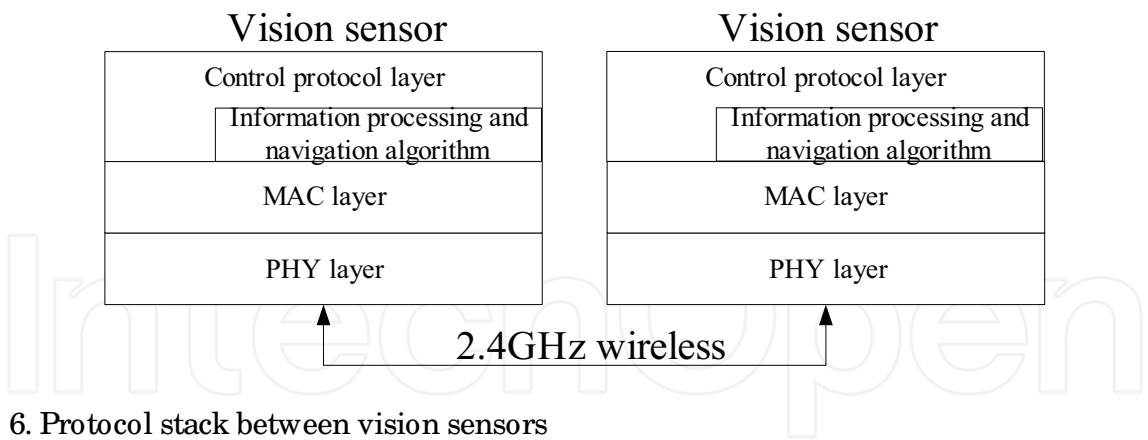 Vision sensor
Control protocol layer
Information processing and
navigation algorithm
MAC layer
PHY layer
Vision sensor
Control protocol layer
Information processing and
navigation algorithm
MAC layer
PHY layer
2.4GHz wireless
IntechOpen
6. Protocol stack between vision sensors